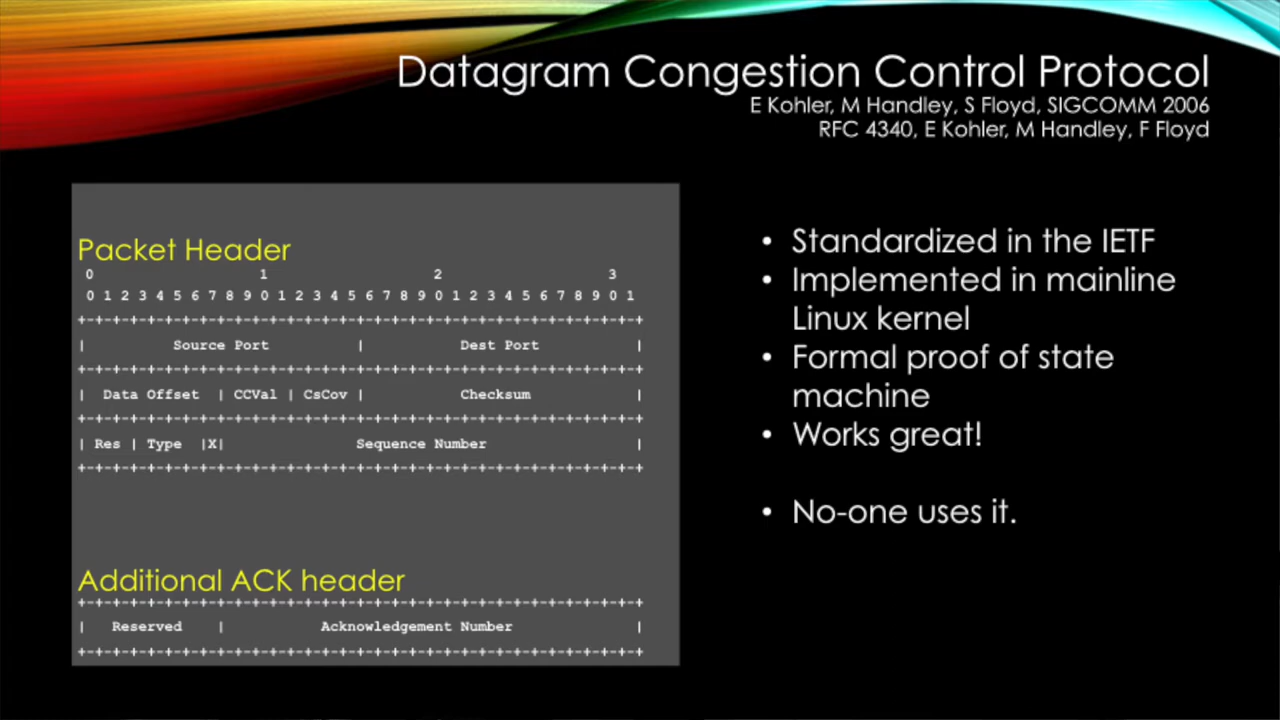 Datagram Congestion Control Protocol
E Kohler, M Handley, S Floyd, SIGCOMM 2006
RFC 4340, E Kohler, M Handley, F Floyd
Packet Header
0 1 2 3
0 1 2 3 4 5 6 7 8 9 0 1 2 3 4 5 6 7 8 9 0 1 2 3 4 5 6 7 8 9 0 1
+-+-+-+-+-+-+-+-+-+-+-+-+-+-+-+-+-+-+-+-+-+-+-+-+-+-+-+-+-+-+-+-+
| Source Port | Dest Port |
+-+-+-+-+-+-+-+-+-+-+-+-+-+-+-+-+-+-+-+-+-+-+-+-+-+-+-+-+-+-+-+-+
| Data Offset | CCVal | CsCov | Checksum |
+-+-+-+-+-+-+-+-+-+-+-+-+-+-+-+-+-+-+-+-+-+-+-+-+-+-+-+-+-+-+-+-+
| Res | Type |X| Sequence Number |
+-+-+-+-+-+-+-+-+-+-+-+-+-+-+-+-+-+-+-+-+-+-+-+-+-+-+-+-+-+-+-+-+
Additional ACK header
+-+-+-+-+-+-+-+-+-+-+-+-+-+-+-+-+-+-+-+-+-+-+-+-+-+-+-+-+-+-+-+-+
| Reserved | Acknowledgement Number |
+-+-+-+-+-+-+-+-+-+-+-+-+-+-+-+-+-+-+-+-+-+-+-+-+-+-+-+-+-+-+-+-+
• Standardized in the IETF
• Implemented in mainline
Linux kernel
• Formal proof of state
machine
• Works great!
• No-one uses it.